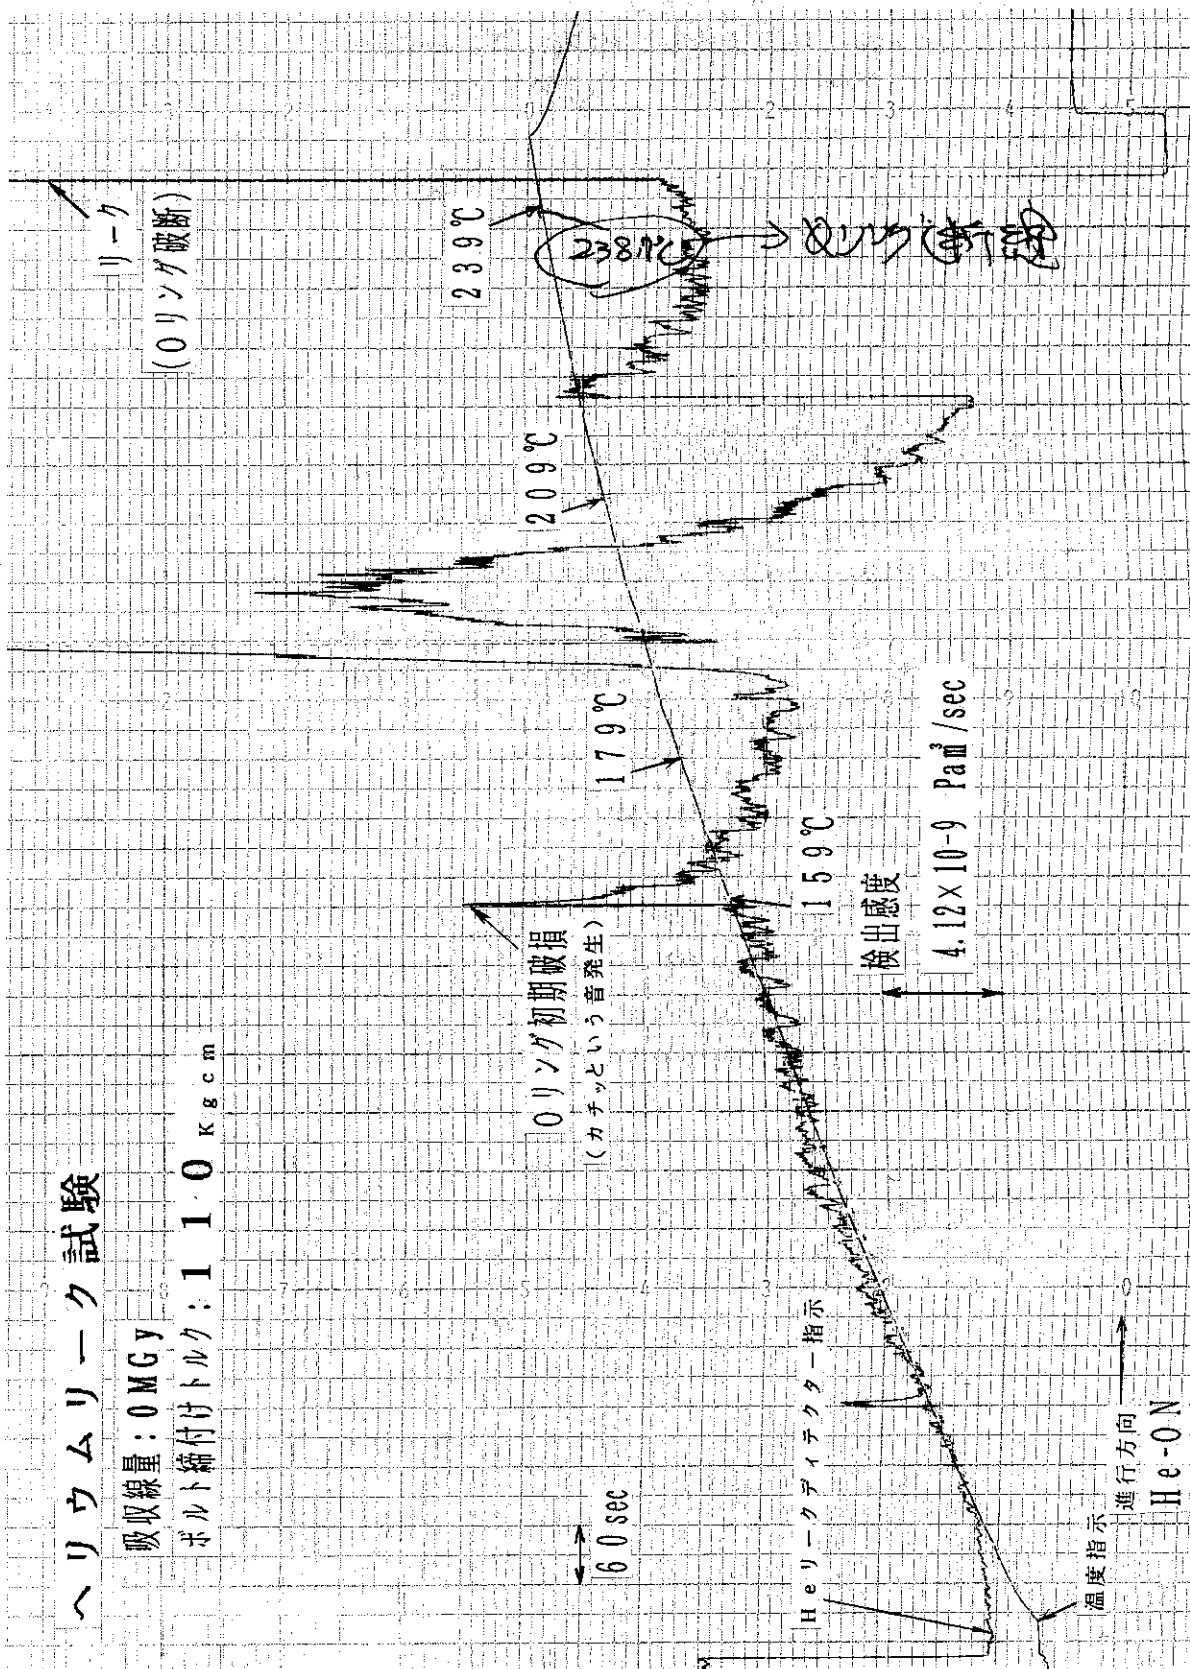 ヘリウムリーク試験
吸収線量:0MGy
ボルト締付けトルク:110Kgcm
リーク
(Oリング破断)
239℃
209℃
179℃
159℃
Oリング初期破損
(カチッという音発生)
検出感度
4.12×10-9 Pam³/sec
60sec
Heリークディテクター指示
温度指示
進行方向
He-ON